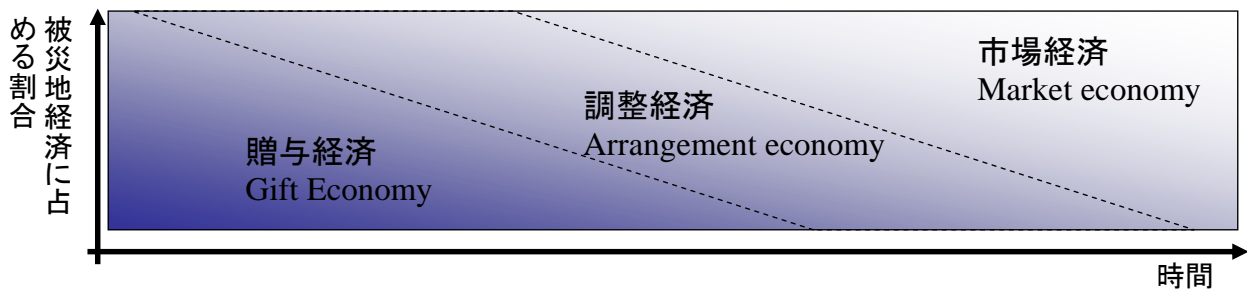 被災地経済に占
める割合
市場経済
Market economy
調整経済
Arrangement economy
贈与経済
Gift Economy
時間